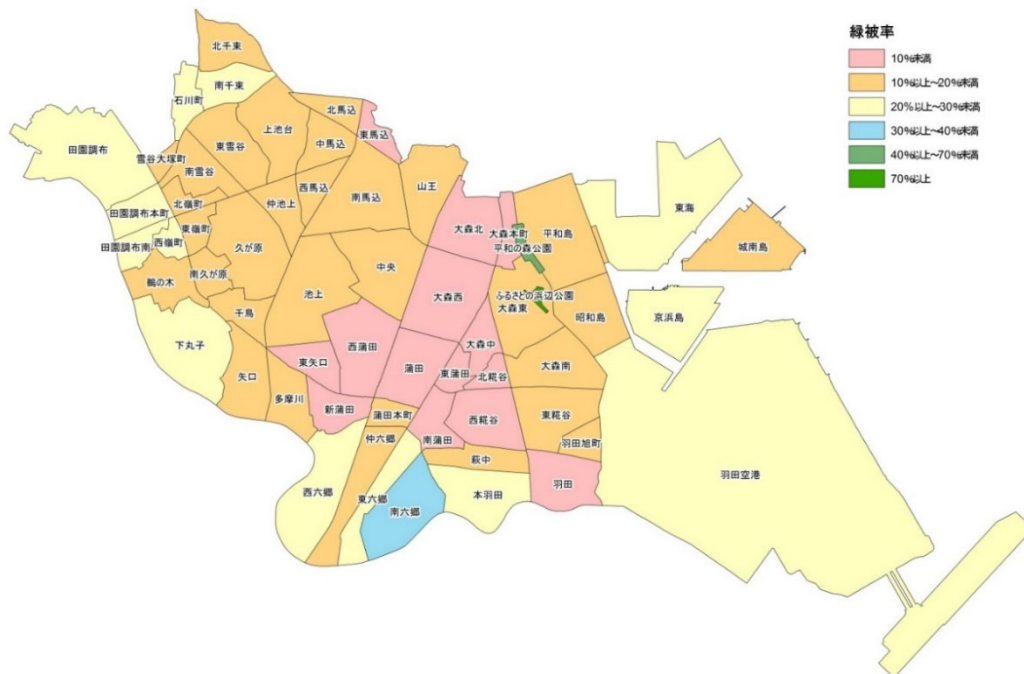 緑被率
10%未満
10%以上~20%未満
20%以上~30%未満
30%以上~40%未満
40%以上~70%未満
70%以上
北千束
南千束
石川町
田園調布
雪谷大塚町
南雪谷
東雪谷
上池台
北馬込
中馬込
東馬込
西馬込
南馬込
山王
北嶺町
仲池上
田園調布本町
東嶺町
西嶺町
田園調布南
久が原
南久が原
鵜の木
千鳥
池上
中央
大森北
大森本町
平和の森公園
平和島
東海
城南島
大森西
ふるさとの浜辺公園
大森東
昭和島
京浜島
下丸子
矢口
多摩川
東矢口
西蒲田
蒲田
大森中
東蒲田
北糀谷
大森南
新蒲田
蒲田本町
仲六郷
南蒲田
西糀谷
東糀谷
羽田旭町
萩中
西六郷
東六郷
南六郷
本羽田
羽田
羽田空港